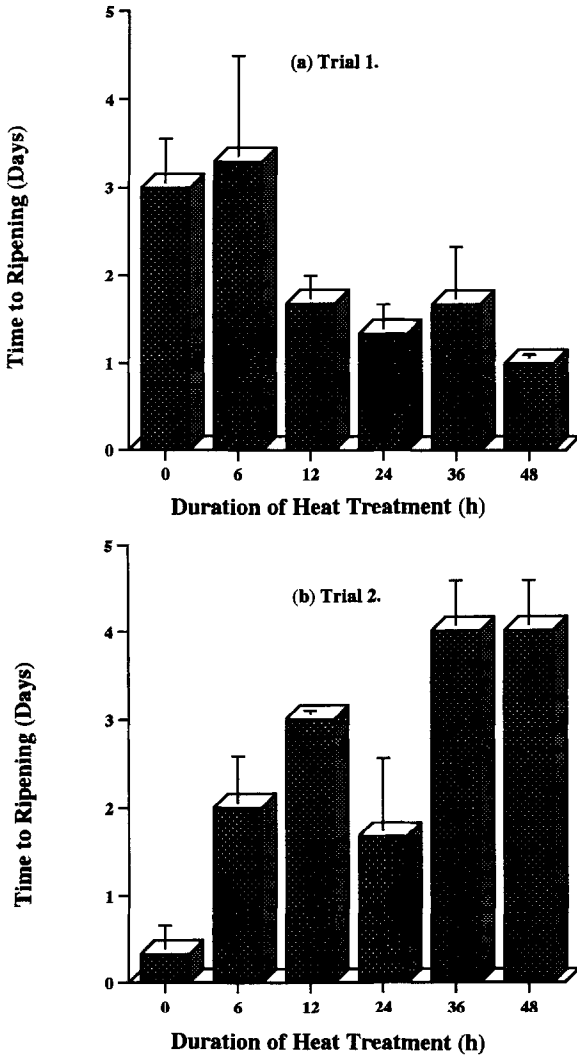 5
(a) Trial 1.
4
3
2
1
0
Time to Ripening (Days)
0 6 12 24 36 48
Duration of Heat Treatment (h)
5
(b) Trial 2.
4
3
2
1
0
Time to Ripening (Days)
0 6 12 24 36 48
Duration of Heat Treatment (h)